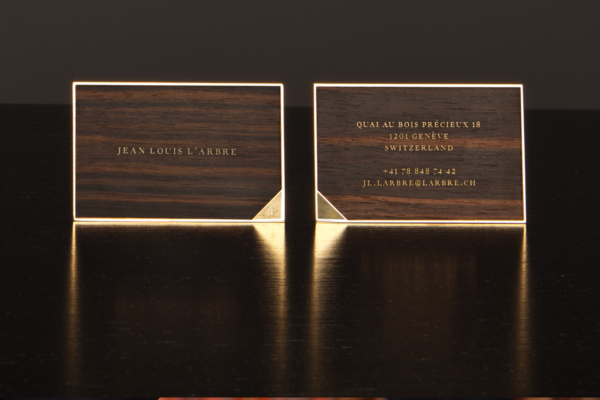 JEAN LOUIS L'ARBRE
QUAI AU BOIS PRÉCIEUX 18
1201 GENÈVE
SWITZERLAND
+41 78 848 74 42
JL.LARBRE@LARBRE.CH